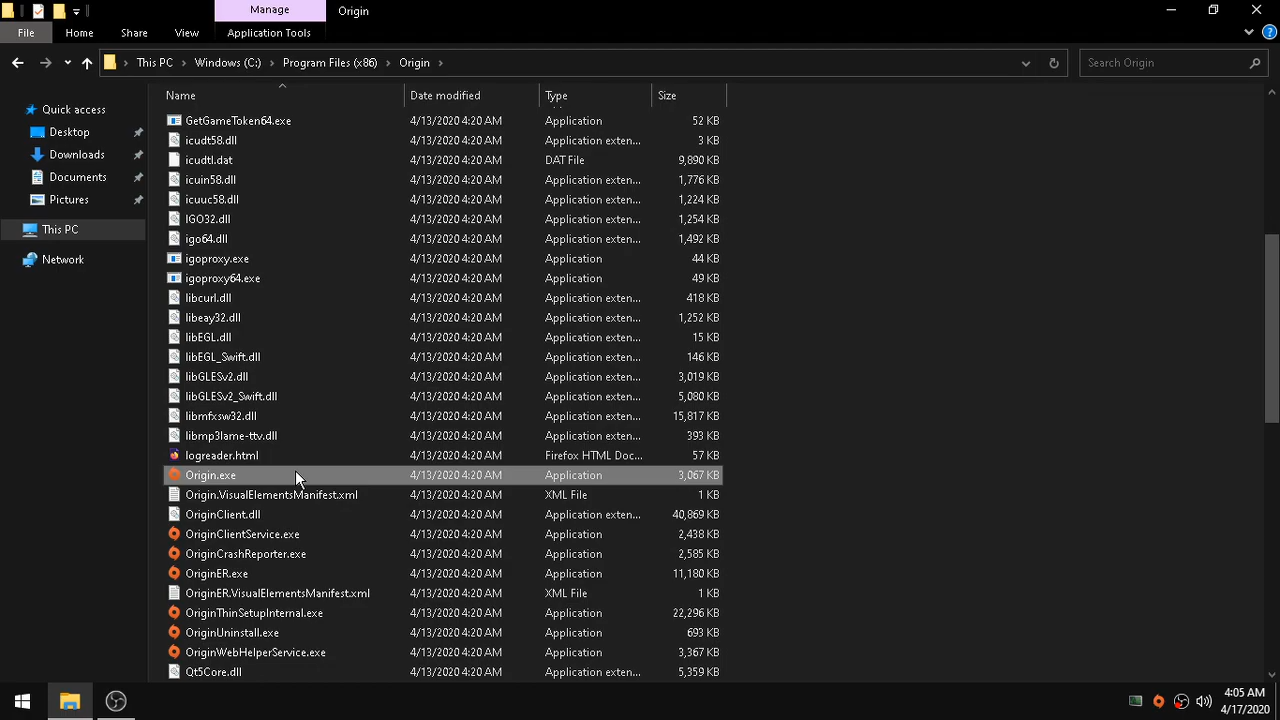 Manage
Origin
File
Home
Share
View
Application Tools
This PC
Windows (C:)
Program Files (x86)
Origin
Search Origin
Quick access
Desktop
Downloads
Documents
Pictures
This PC
Network
Name Date modified Type Size
GetGameToken64.exe 4/13/2020 4:20 AM Application 52 KB
icudt58.dll 4/13/2020 4:20 AM Application exten... 3 KB
icudtl.dat 4/13/2020 4:20 AM DAT File 9,890 KB
icuin58.dll 4/13/2020 4:20 AM Application exten... 1,776 KB
icuuc58.dll 4/13/2020 4:20 AM Application exten... 1,224 KB
IGO32.dll 4/13/2020 4:20 AM Application exten... 1,254 KB
igo64.dll 4/13/2020 4:20 AM Application exten... 1,492 KB
igoproxy.exe 4/13/2020 4:20 AM Application 44 KB
igoproxy64.exe 4/13/2020 4:20 AM Application 49 KB
libcurl.dll 4/13/2020 4:20 AM Application exten... 418 KB
libeay32.dll 4/13/2020 4:20 AM Application exten... 1,252 KB
libEGL.dll 4/13/2020 4:20 AM Application exten... 15 KB
libEGL_Swift.dll 4/13/2020 4:20 AM Application exten... 146 KB
libGLESv2.dll 4/13/2020 4:20 AM Application exten... 3,019 KB
libGLESv2_Swift.dll 4/13/2020 4:20 AM Application exten... 5,080 KB
libmfxsw32.dll 4/13/2020 4:20 AM Application exten... 15,817 KB
libmp3lame-ttv.dll 4/13/2020 4:20 AM Application exten... 393 KB
logreader.html 4/13/2020 4:20 AM Firefox HTML Doc... 57 KB
Origin.exe 4/13/2020 4:20 AM Application 3,067 KB
Origin.VisualElementsManifest.xml 4/13/2020 4:20 AM XML File 1 KB
OriginClient.dll 4/13/2020 4:20 AM Application exten... 40,869 KB
OriginClientService.exe 4/13/2020 4:20 AM Application 2,438 KB
OriginCrashReporter.exe 4/13/2020 4:20 AM Application 2,585 KB
OriginER.exe 4/13/2020 4:20 AM Application 11,180 KB
OriginER.VisualElementsManifest.xml 4/13/2020 4:20 AM XML File 1 KB
OriginThinSetupInternal.exe 4/13/2020 4:20 AM Application 22,296 KB
OriginUninstall.exe 4/13/2020 4:20 AM Application 693 KB
OriginWebHelperService.exe 4/13/2020 4:20 AM Application 3,367 KB
Qt5Core.dll 4/13/2020 4:20 AM Application exten... 5,359 KB
4:05 AM
4/17/2020